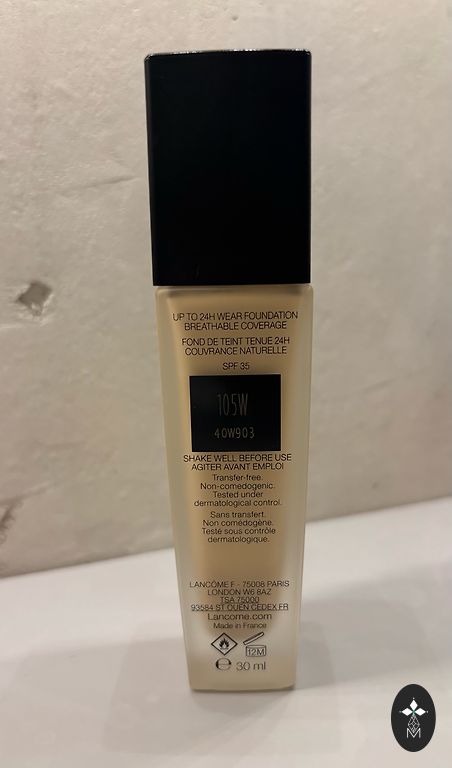 UP TO 24H WEAR FOUNDATION
BREATHABLE COVERAGE
FOND DE TEINT TENUE 24H
COUVRANCE NATURELLE
SPF 35
105W
40W903
SHAKE WELL BEFORE USE
AGITER AVANT EMPLOI
Transfer-free.
Non-comedogenic.
Tested under
dermatological control.
Sans transfert.
Non comédogène.
Testé sous contrôle
dermatologique.
LANCÔME F - 75008 PARIS
LONDON W6 8AZ
TSA 75000
93584 ST OUEN CEDEX FR
Lancome.com
Made in France
12M
e 30 ml
M